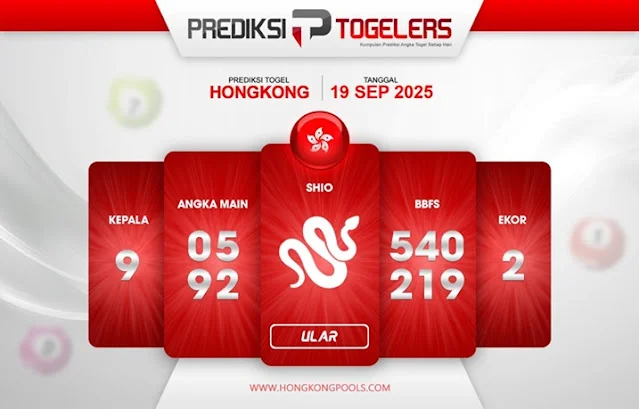 PREDIKSI TOGELERS
Kumpulan Prediksi Angka Togel Setiap Hari
PREDIKSI TOGEL
HONGKONG
TANGGAL
19 SEP 2025
KEPALA
9
ANGKA MAIN
05
92
SHIO
ULAR
BBFS
540
219
EKOR
2
WWW.HONGKONGPOOLS.COM